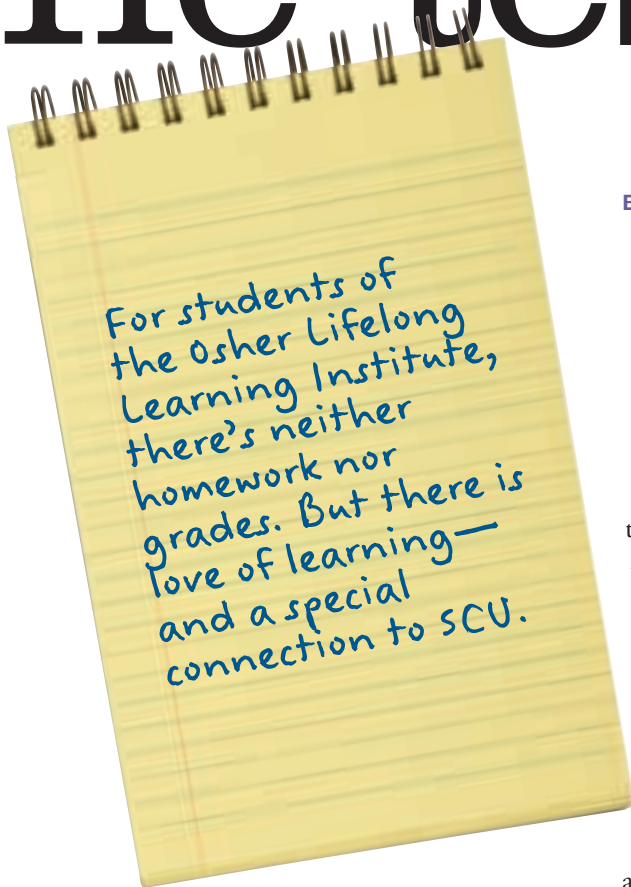 For students of
the Osher Lifelong
Learning Institute,
there's neither
homework nor
grades. But there is
love of learning—
and a special
connection to SCU.